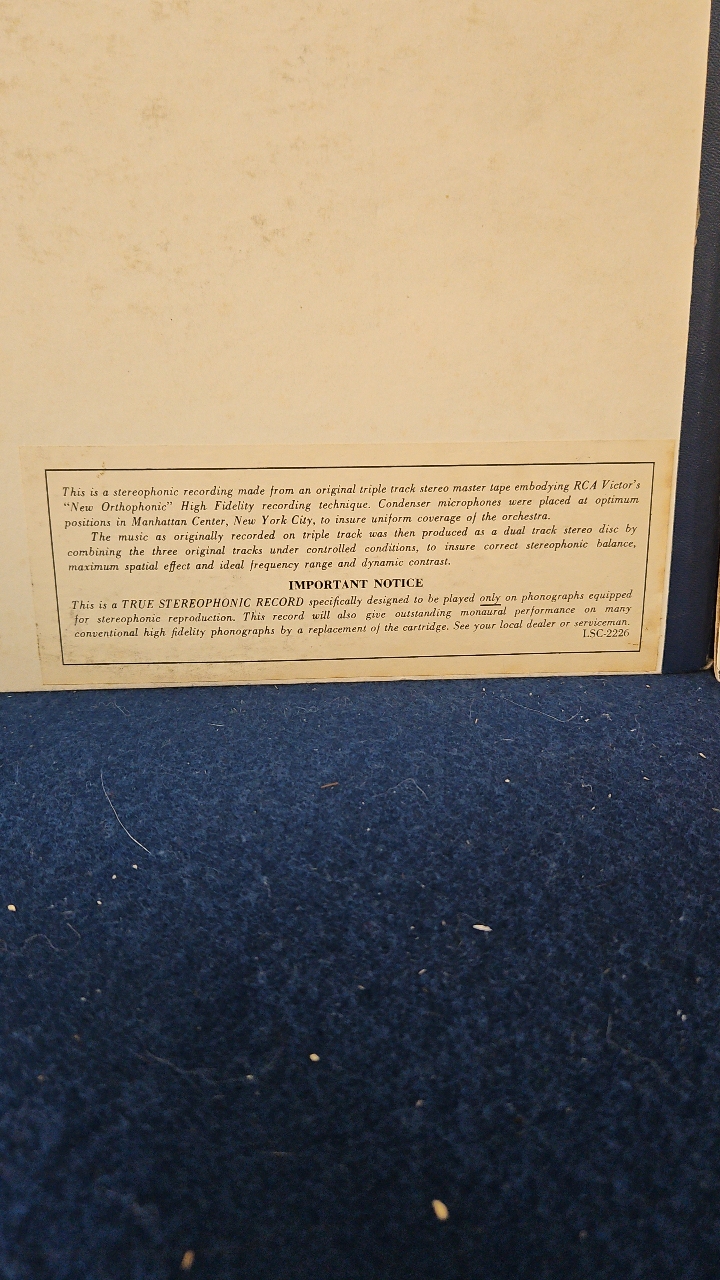 This is a stereophonic recording made from an original triple track stereo master tape embodying RCA Victor's
"New Orthophonic" High Fidelity recording technique. Condenser microphones were placed at optimum
positions in Manhattan Center, New York City, to insure uniform coverage of the orchestra.
The music as originally recorded on triple track was then produced as a dual track stereo disc by
combining the three original tracks under controlled conditions, to insure correct stereophonic balance,
maximum spatial effect and ideal frequency range and dynamic contrast.
IMPORTANT NOTICE
This is a TRUE STEREOPHONIC RECORD specifically designed to be played only on phonographs equipped
for stereophonic reproduction. This record will also give outstanding monaural performance on many
conventional high fidelity phonographs by a replacement of the cartridge. See your local dealer or serviceman.
LSC-2226